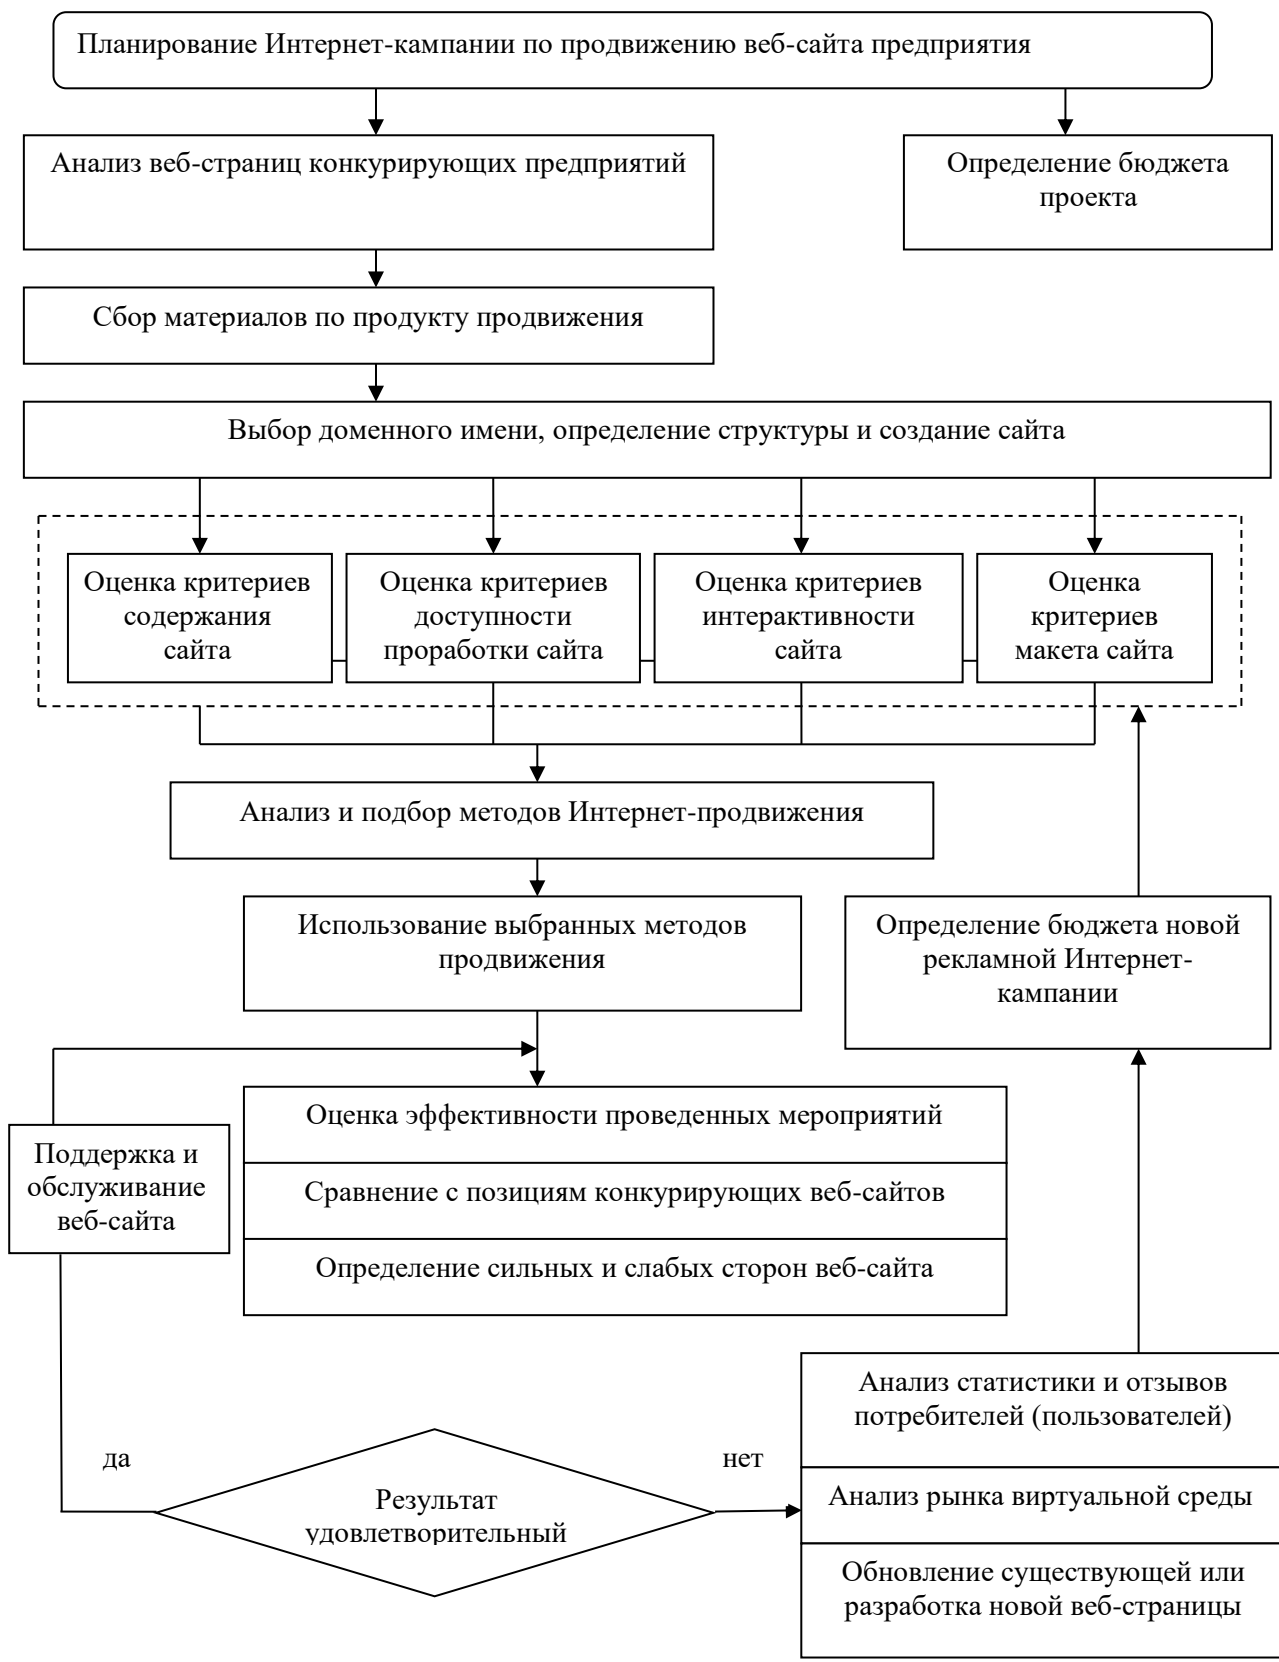 Планирование Интернет-кампании по продвижению веб-сайта предприятия
Анализ веб-страниц конкурирующих предприятий
Определение бюджета
проекта
Сбор материалов по продукту продвижения
Выбор доменного имени, определение структуры и создание сайта
Оценка критериев
содержания
сайта
Оценка критериев
доступности
проработки сайта
Оценка критериев
интерактивности
сайта
Оценка
критериев
макета сайта
Анализ и подбор методов Интернет-продвижения
Использование выбранных методов
продвижения
Определение бюджета новой
рекламной Интернет-
кампании
Оценка эффективности проведенных мероприятий
Поддержка и
обслуживание
веб-сайта
Сравнение с позициям конкурирующих веб-сайтов
Определение сильных и слабых сторон веб-сайта
Анализ статистики и отзывов
потребителей (пользователей)
да
нет
Результат
удовлетворительный
Анализ рынка виртуальной среды
Обновление существующей или
разработка новой веб-страницы